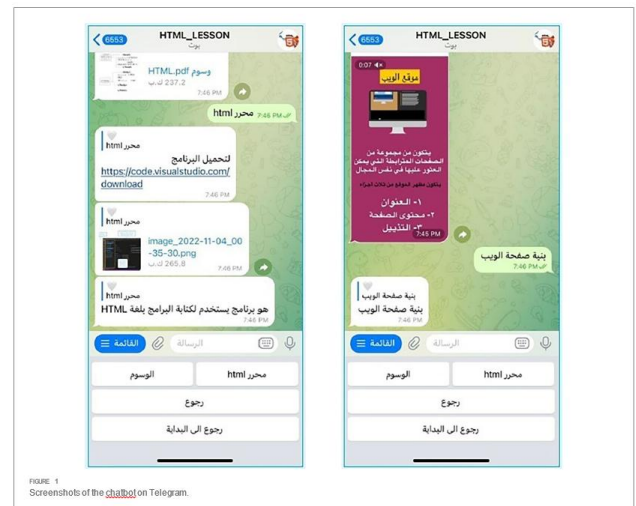 6553
HTML_LESSON
بوت
وسوم HTML.pdf
237.2 ك.ب
7:46 PM
محرر html
7:46 PM
محرر html
لتحميل البرنامج
https://code.visualstudio.com/
download
7:46 PM
محرر html
image_2022-11-04_00
-35-30.png
265.8 ك.ب
7:46 PM
محرر html
هو برنامج يستخدم لكتابة البرامج بلغة HTML
7:46 PM
القائمة
الرسالة
الوسوم
محرر html
رجوع
رجوع الى البداية
6553
HTML_LESSON
بوت
0:07
موقع الويب
يتكون من مجموعة من
الصفحات المترابطة التي يمكن
العثور عليها في نفس المجال
يتكون مظهر الموقع من ثلاث اجزاء
١- العنوان
٢- محتوى الصفحة
٣- التذييل
7:45 PM
بنية صفحة الويب
7:46 PM
بنية صفحة الويب
بنية صفحة الويب
7:46 PM
القائمة
الرسالة
الوسوم
محرر html
رجوع
رجوع الى البداية
FIGURE 1
Screenshots of the chatbot on Telegram.